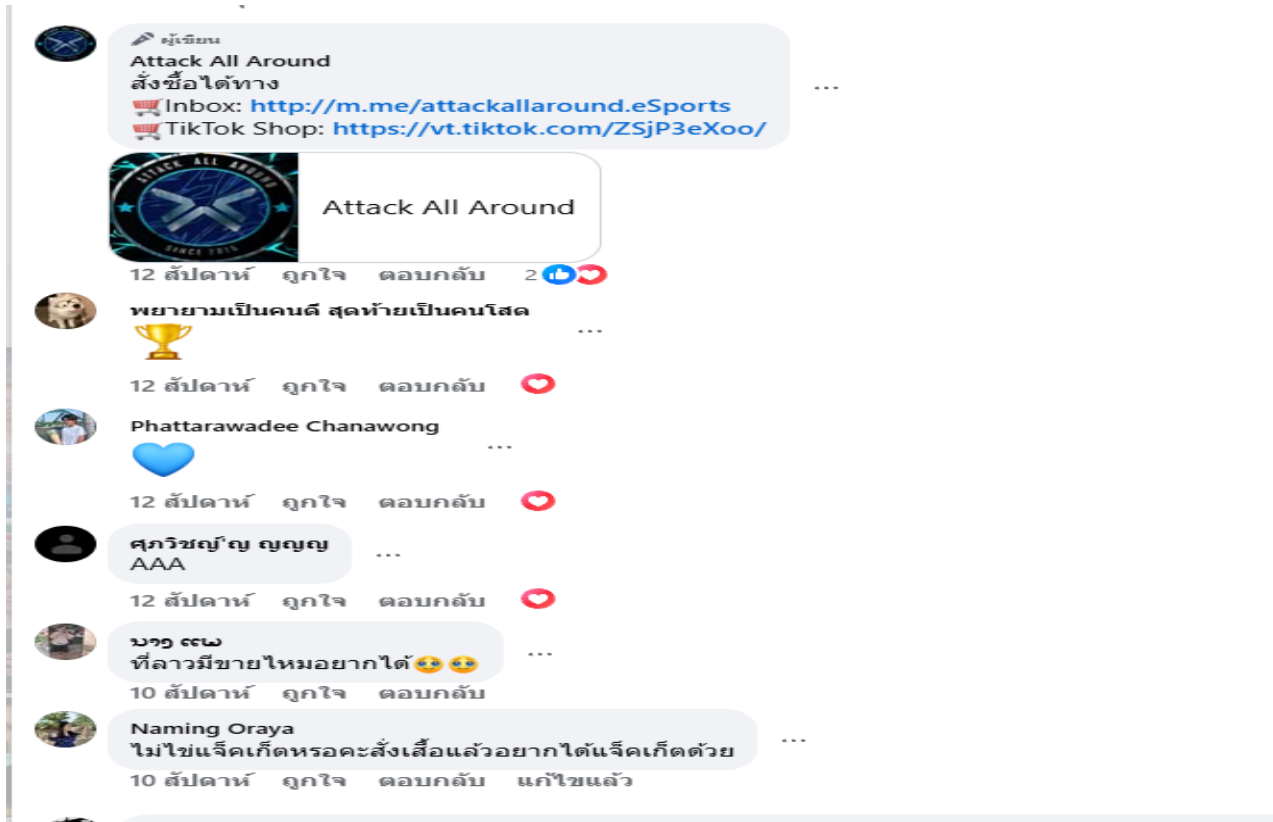 ผู้เขียน
Attack All Around
สั่งซื้อได้ทาง
🛒Inbox: http://m.me/attackallaround.eSports
🛒TikTok Shop: https://vt.tiktok.com/ZSjP3eXoo/
ATTACK ALL AROUND
SINCE 2015
Attack All Around
12 สัปดาห์ ถูกใจ ตอบกลับ 2
พยายามเป็นคนดี สุดท้ายเป็นคนโสด
🏆
12 สัปดาห์ ถูกใจ ตอบกลับ
Phattarawadee Chanawong
💙
12 สัปดาห์ ถูกใจ ตอบกลับ
ศุภวิชญ์ ิญ ญญญ
AAA
12 สัปดาห์ ถูกใจ ตอบกลับ
ນາງ ແພ
ที่ลาวมีขายไหมอยากได้🥹🥹
10 สัปดาห์ ถูกใจ ตอบกลับ
Naming Oraya
ไม่ไช่แจ็คเก็ตหรอคะสั่งเสื้อแล้วอยากได้แจ็คเก็ตด้วย
10 สัปดาห์ ถูกใจ ตอบกลับ แก้ไขแล้ว